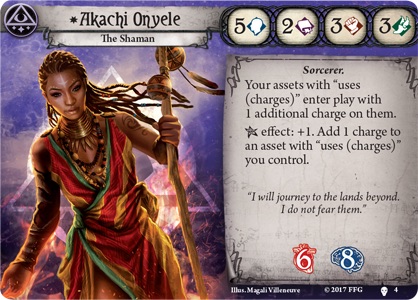 *Akachi Onyele
The Shaman
5 2 3 3
Sorcerer.
Your assets with “uses
(charges)” enter play with
1 additional charge on them.
effect: +1. Add 1 charge to
an asset with “uses (charges)”
you control.
“I will journey to the lands beyond.
I do not fear them.”
6 8
Illus. Magali Villeneuve © 2017 FFG 4